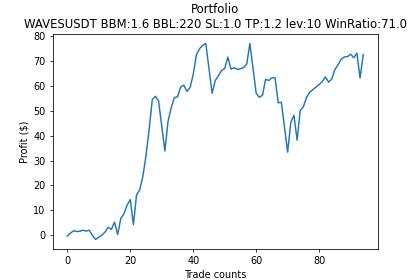 Portfolio
WAVESUSDT BBM:1.6 BBL:220 SL:1.0 TP:1.2 lev:10 WinRatio:71.0
80
70
60
50
40
30
20
10
0
Profit ($)
0 20 40 60 80
Trade counts